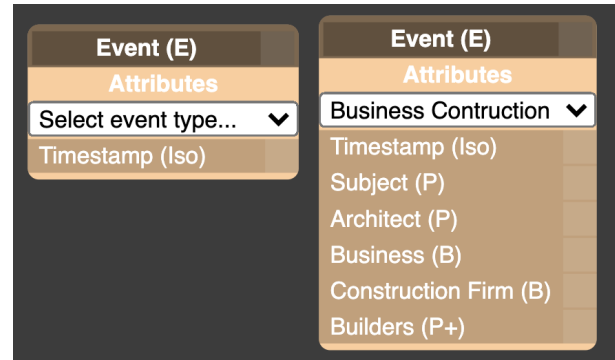 Event (E)
Attributes
Select event type...
Timestamp (Iso)
Event (E)
Attributes
Business Contruction
Timestamp (Iso)
Subject (P)
Architect (P)
Business (B)
Construction Firm (B)
Builders (P+)